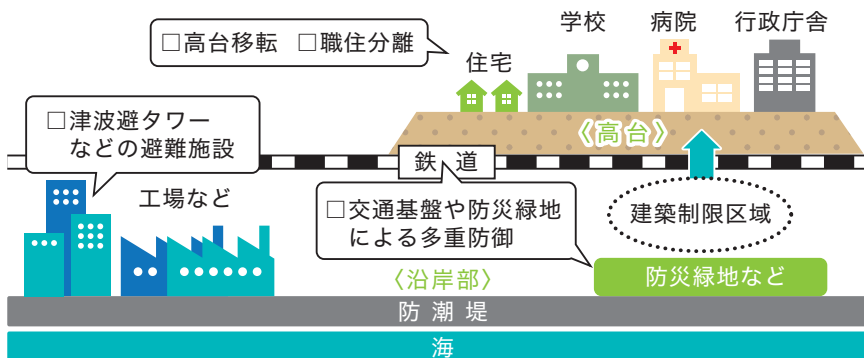 □高台移転 □職住分離
学校
病院
行政庁舎
住宅
□津波避タワー
などの避難施設
〈高台〉
鉄道
工場など
□交通基盤や防災緑地
による多重防御
建築制限区域
〈沿岸部〉
防災緑地など
防潮堤
海